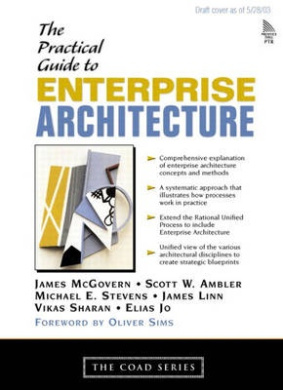 Draft cover as of 5/28/03
The
Practical
Guide to
ENTERPRISE
ARCHITECTURE
Comprehensive explanation
of enterprise architecture
concepts and methods
A systematic approach that
illustrates how processes
work in practice
Extend the Rational Unified
Process to include
Enterprise Architecture
Unified view of the various
architectural disciplines to
create strategic blueprints
JAMES MCGOVERN • SCOTT W. AMBLER
MICHAEL E. STEVENS • JAMES LINN
VIKAS SHARAN • ELIAS JO
FOREWORD BY OLIVER SIMS
THE COAD SERIES